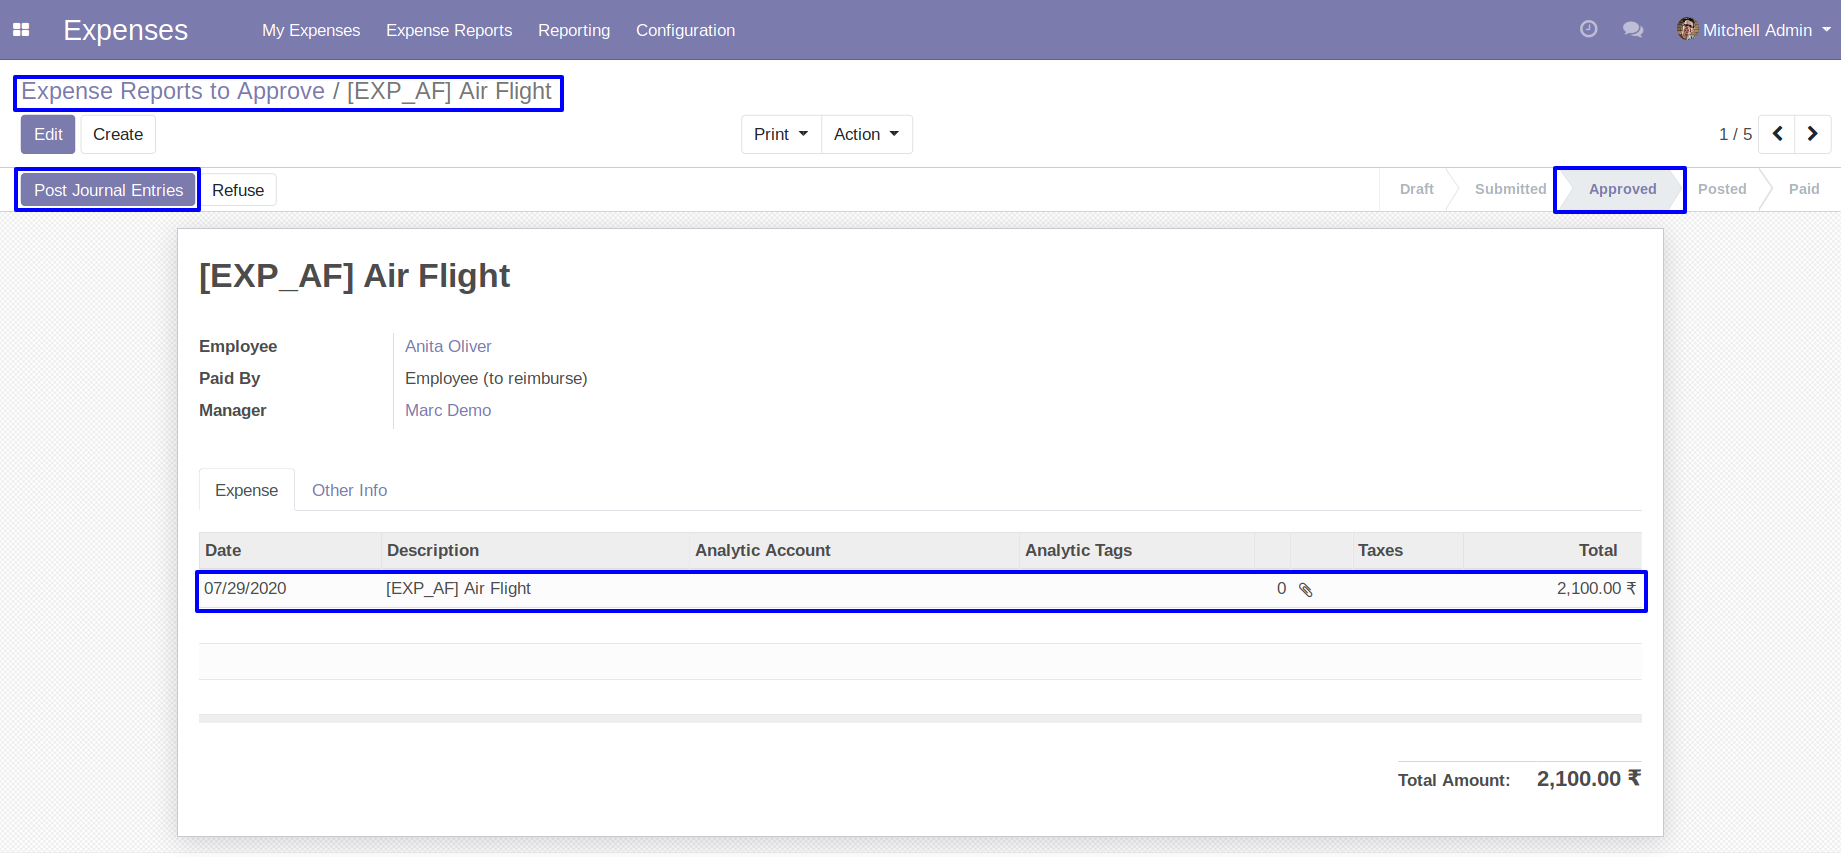 Expenses My Expenses Expense Reports Reporting Configuration Mitchell Admin
Expense Reports to Approve / [EXP_AF] Air Flight
Edit Create Print Action 1 / 5
Post Journal Entries Refuse Draft Submitted Approved Posted Paid
[EXP_AF] Air Flight
Employee Anita Oliver
Paid By Employee (to reimburse)
Manager Marc Demo
Expense Other Info
Date Description Analytic Account Analytic Tags Taxes Total
07/29/2020 [EXP_AF] Air Flight 0 2,100.00 ₹
Total Amount: 2,100.00 ₹